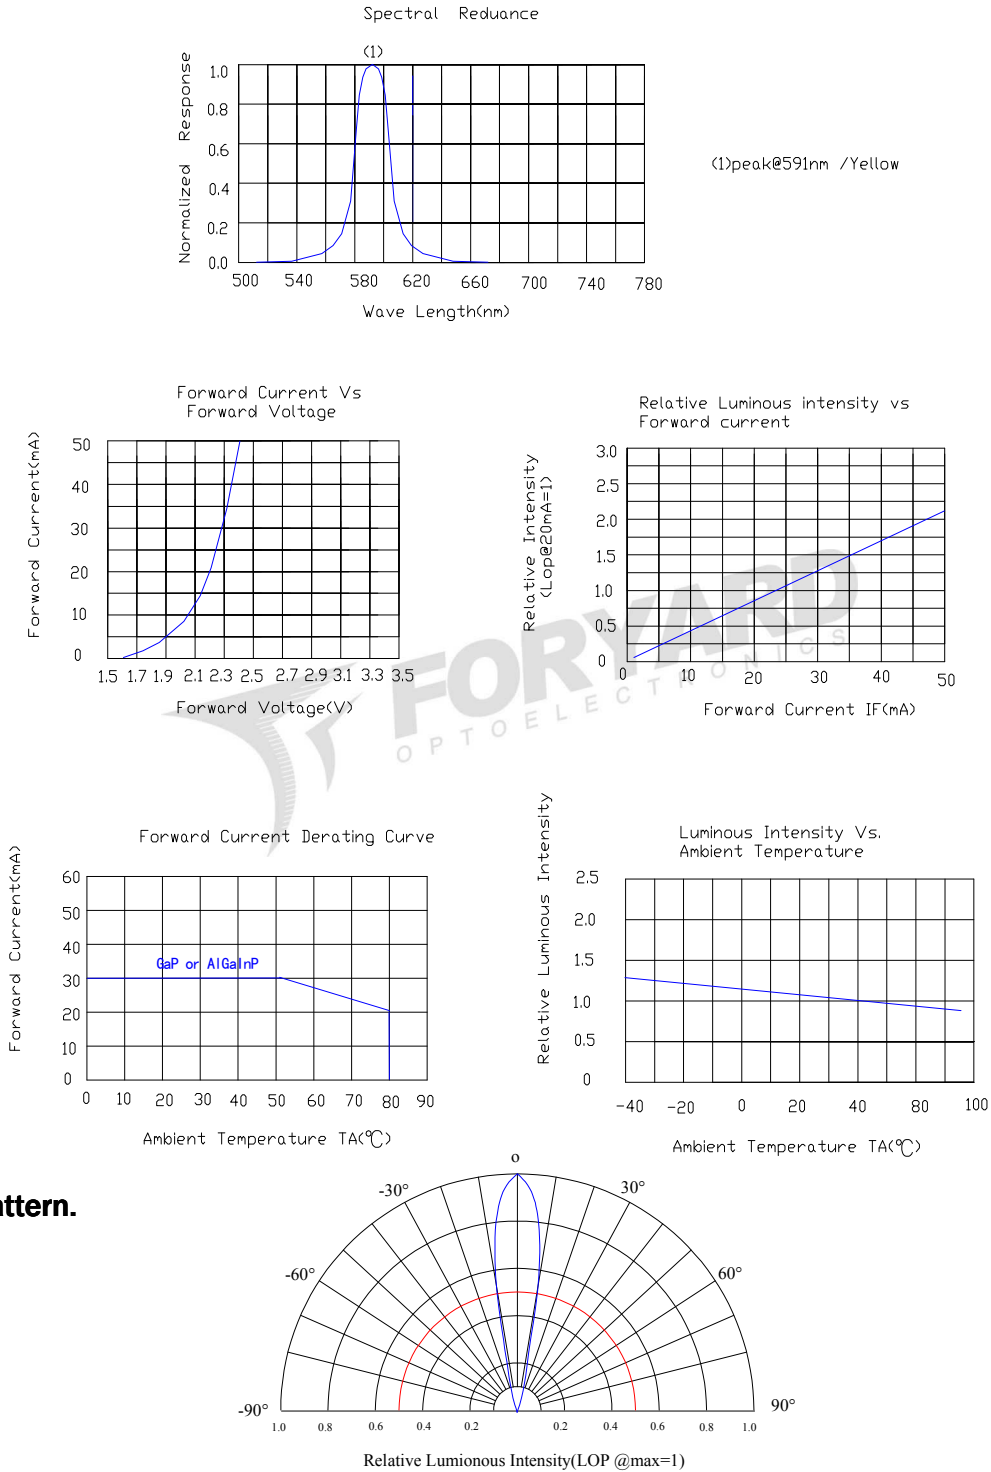 Spectral Reduance
(1)
Normalized Response
1.0
0.8
0.6
0.4
0.2
0.0
500 540 580 620 660 700 740 780
Wave Length(nm)
(1)peak@591nm /Yellow
Forward Current Vs
Forward Voltage
Forward Current(mA)
50
40
30
20
10
0
1.5 1.7 1.9 2.1 2.3 2.5 2.7 2.9 3.1 3.3 3.5
Forward Voltage(V)
Relative Luminous intensity vs
Forward current
Relative Intensity
(Lop@20mA=1)
3.0
2.5
2.0
1.5
1.0
0.5
0
0 10 20 30 40 50
Forward Current IF(mA)
FORYARD
OPTOELECTRONICS
Forward Current Derating Curve
Forward Current(mA)
60
50
40
30
20
10
0
GaP or AlGaInP
0 10 20 30 40 50 60 70 80 90
Ambient Temperature TA(℃)
Luminous Intensity Vs.
Ambient Temperature
Relative Luminous Intensity
2.5
2.0
1.5
1.0
0.5
0
-40 -20 0 20 40 80 100
Ambient Temperature TA(℃)
attern.
o
-30° 30°
-60° 60°
-90° 90°
1.0 0.8 0.6 0.4 0.2 0.2 0.4 0.6 0.8 1.0
Relative Lumionous Intensity(LOP @max=1)